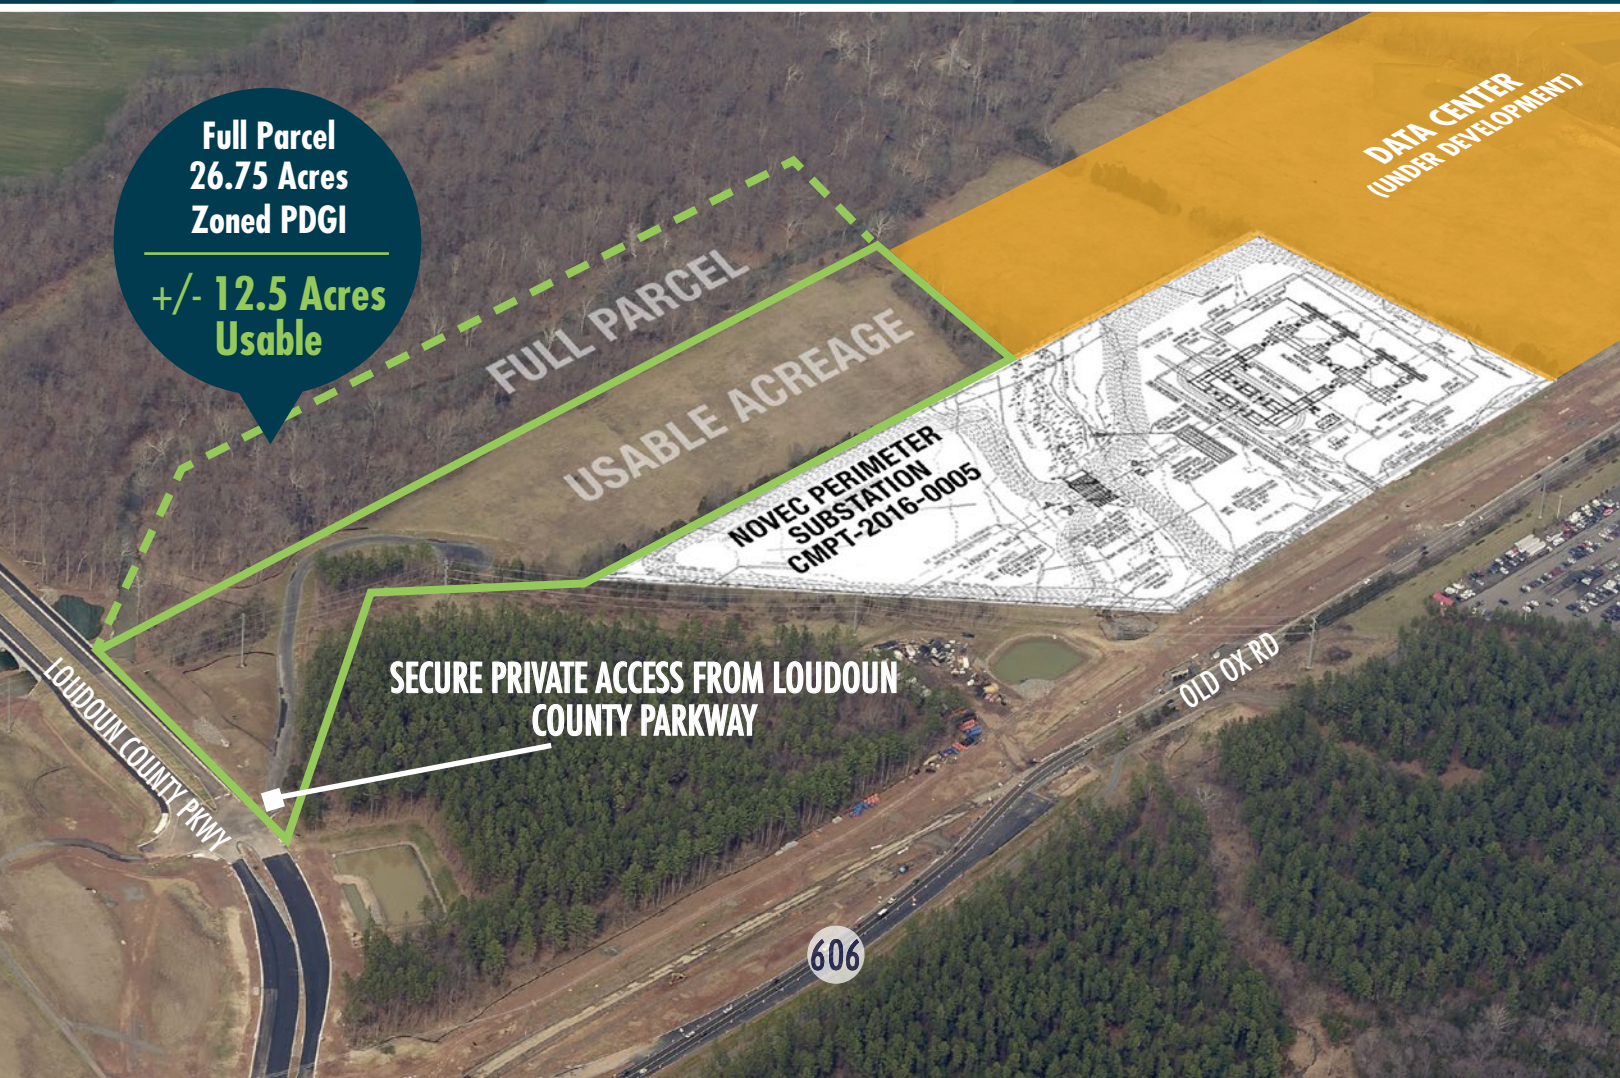 Full Parcel
26.75 Acres
Zoned PDGI
+/- 12.5 Acres
Usable
DATA CENTER
(UNDER DEVELOPMENT)
FULL PARCEL
USABLE ACREAGE
NOVEC PERIMETER
SUBSTATION
CMPT-2016-0005
SECURE PRIVATE ACCESS FROM LOUDOUN
COUNTY PARKWAY
LOUDOUN COUNTY PKWY
OLD OX RD
606